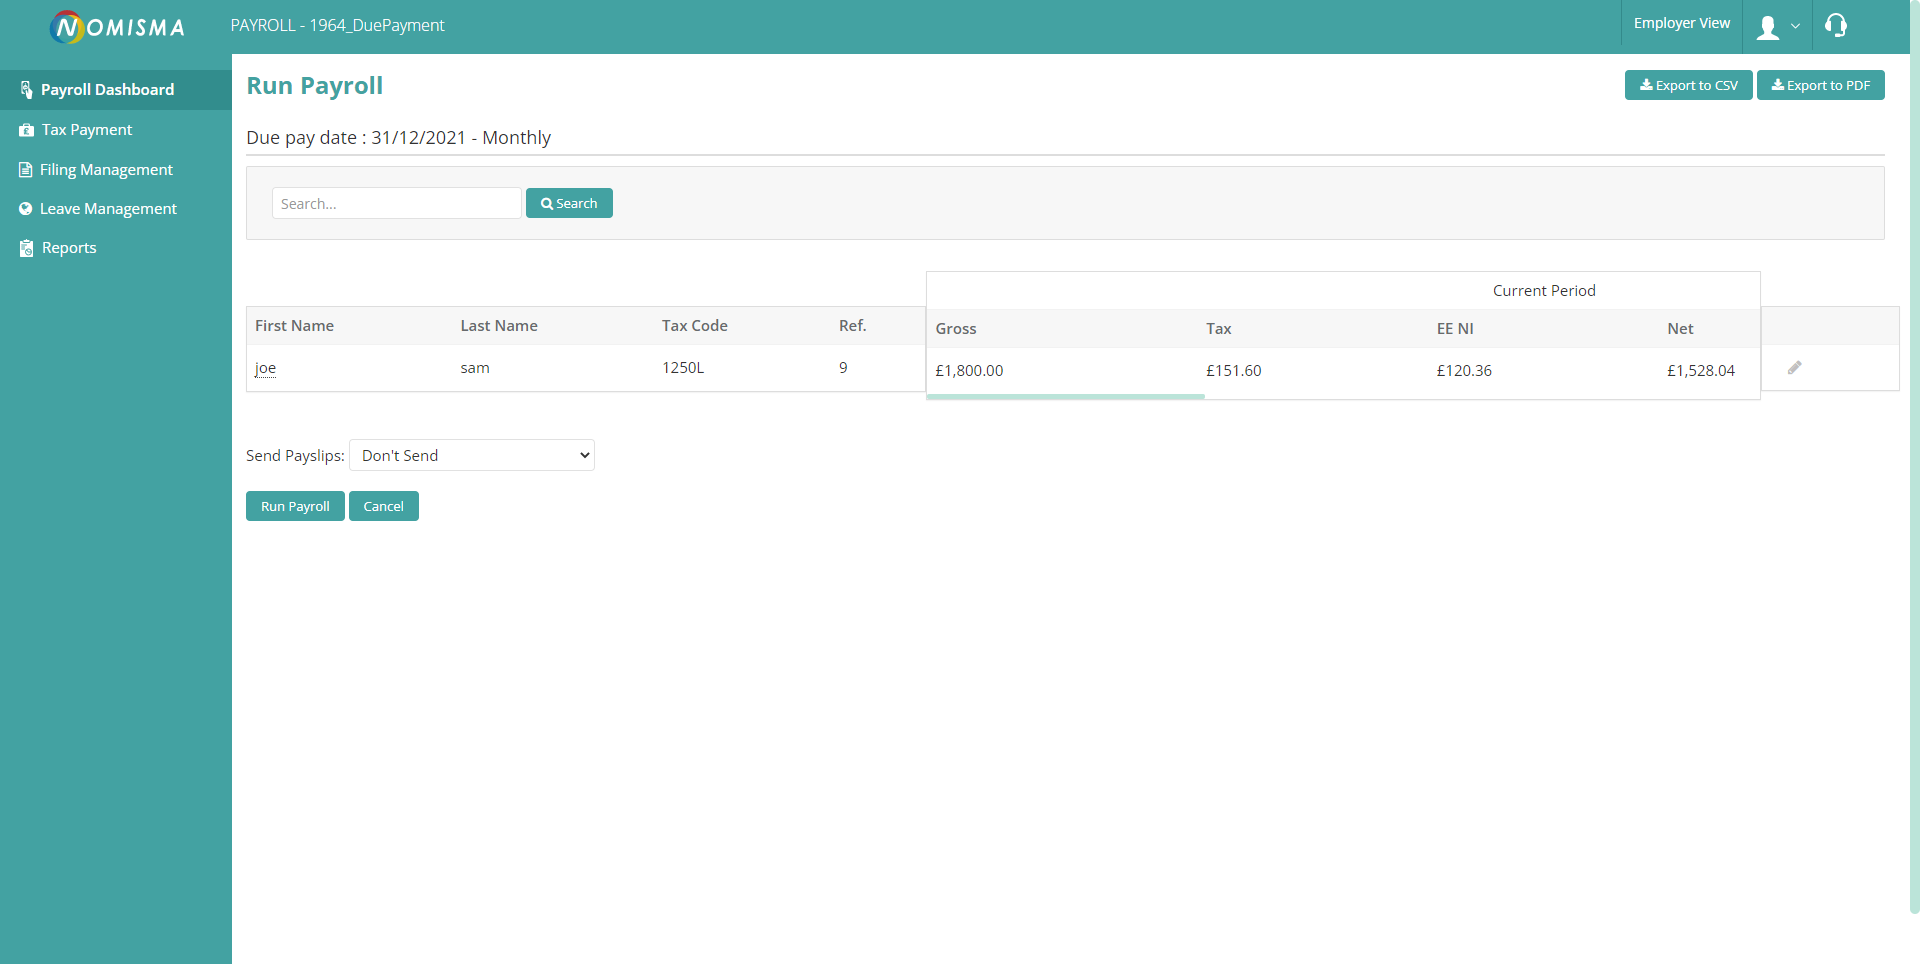 NOMISMA
PAYROLL - 1964_DuePayment
Employer View
Payroll Dashboard
Tax Payment
Filing Management
Leave Management
Reports
Run Payroll
Export to CSV
Export to PDF
Due pay date : 31/12/2021 - Monthly
Search...
Search
Current Period
First Name Last Name Tax Code Ref. Gross Tax EE NI Net
joe sam 1250L 9 £1,800.00 £151.60 £120.36 £1,528.04
Send Payslips: Don't Send
Run Payroll Cancel